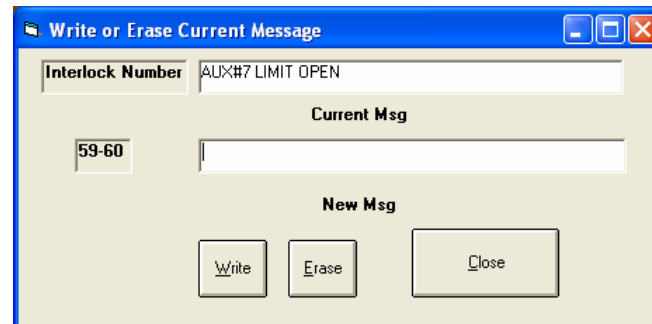 Write or Erase Current Message
Interlock Number AUX#7 LIMIT OPEN
Current Msg
59-60
New Msg
Write Erase Close